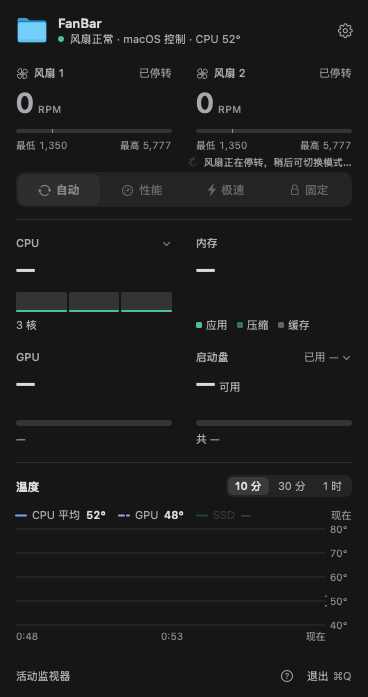 FanBar
风扇正常 · macOS 控制 · CPU 52°
风扇 1 已停转
0 RPM
最低 1,350 最高 5,777
风扇 2 已停转
0 RPM
最低 1,350 最高 5,777
风扇正在停转，稍后可切换模式…
自动 性能 极速 固定
CPU
—
3 核
内存
—
应用 压缩 缓存
GPU
—
—
启动盘 已用 —
— 可用
共 —
温度 10 分 30 分 1 时
CPU 平均 52° GPU 48° SSD — 现在
80°
70°
60°
50°
40°
0:48 0:53 现在
活动监视器 ? 退出 ⌘Q